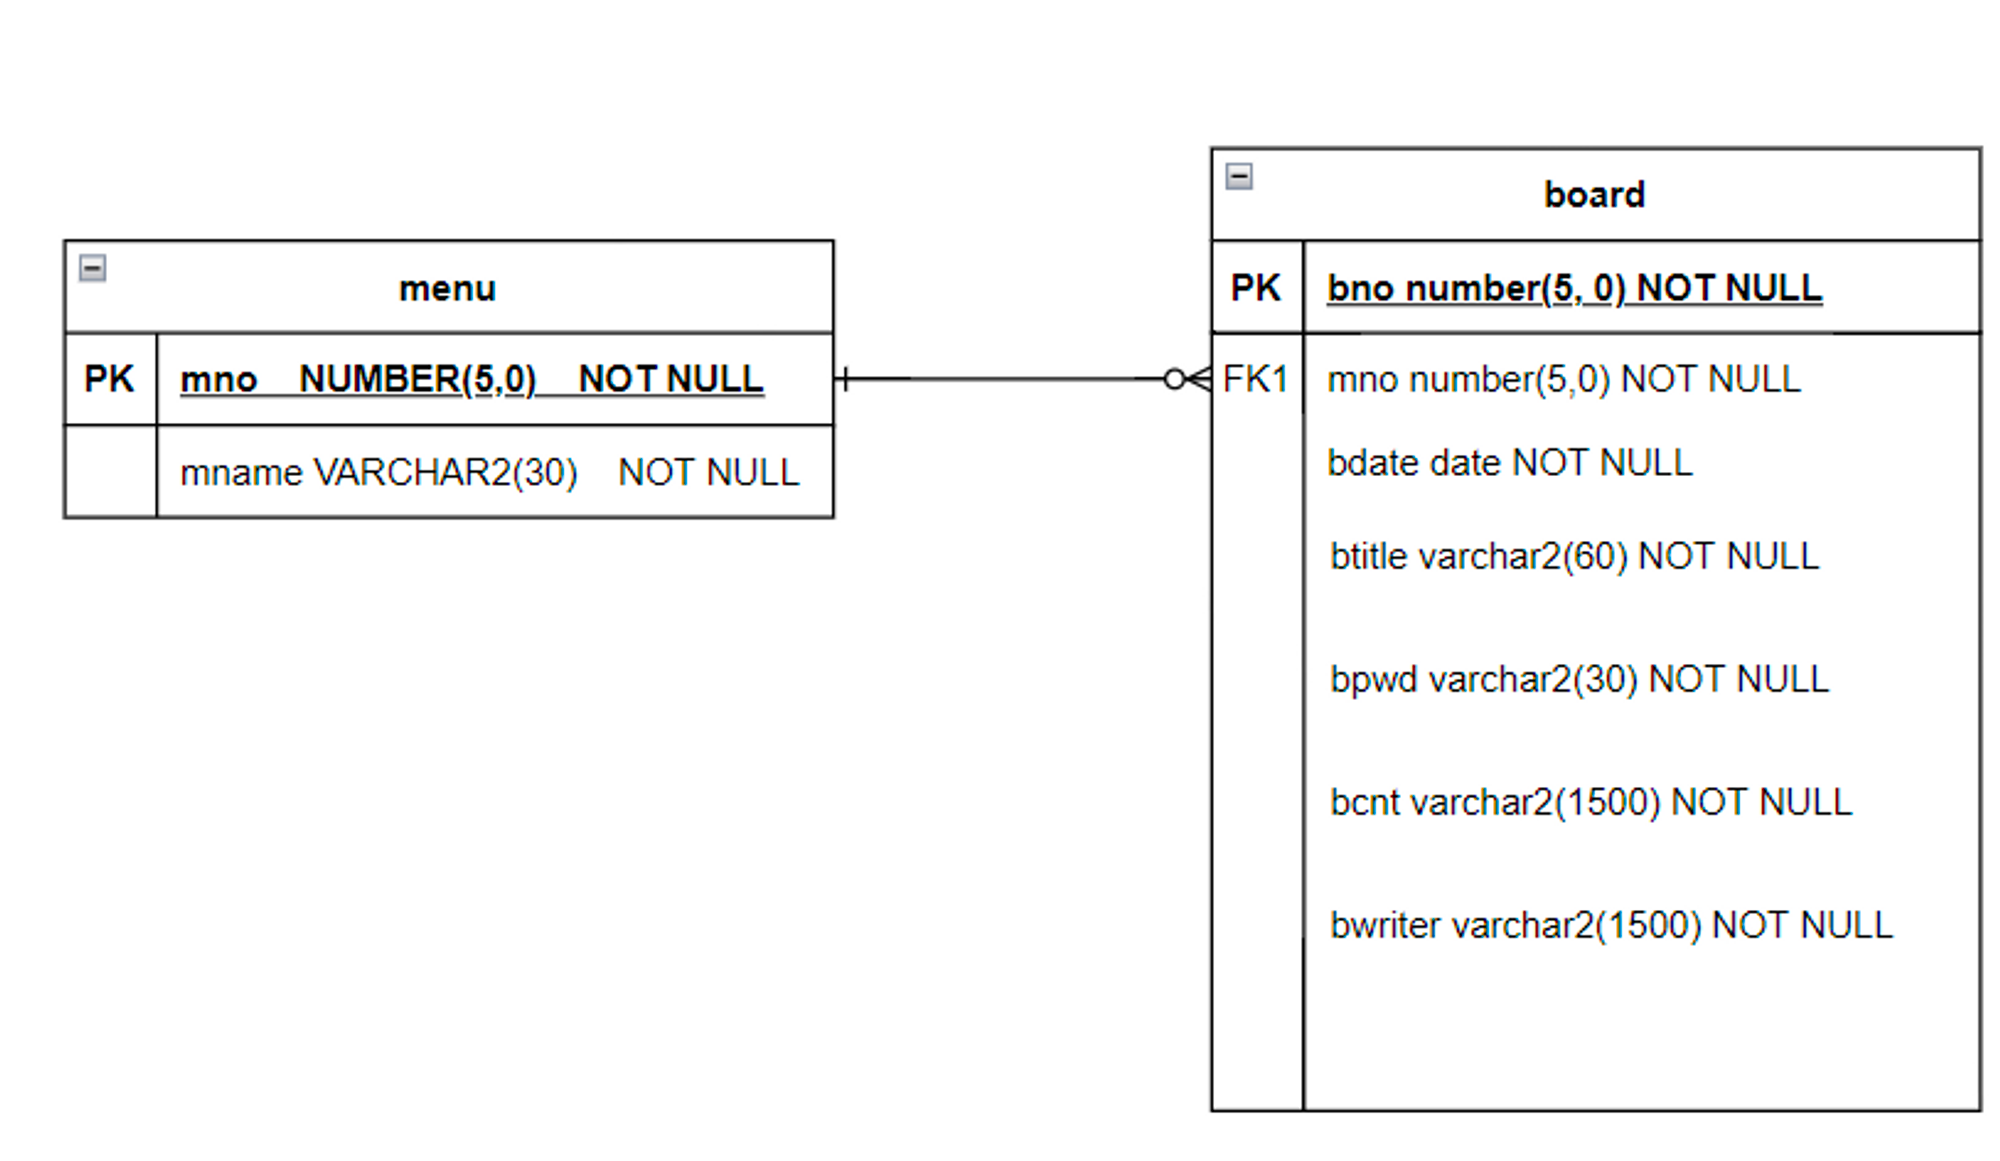 menu
PK mno NUMBER(5,0) NOT NULL
mname VARCHAR2(30) NOT NULL
board
PK bno number(5, 0) NOT NULL
FK1 mno number(5,0) NOT NULL
bdate date NOT NULL
btitle varchar2(60) NOT NULL
bpwd varchar2(30) NOT NULL
bcnt varchar2(1500) NOT NULL
bwriter varchar2(1500) NOT NULL